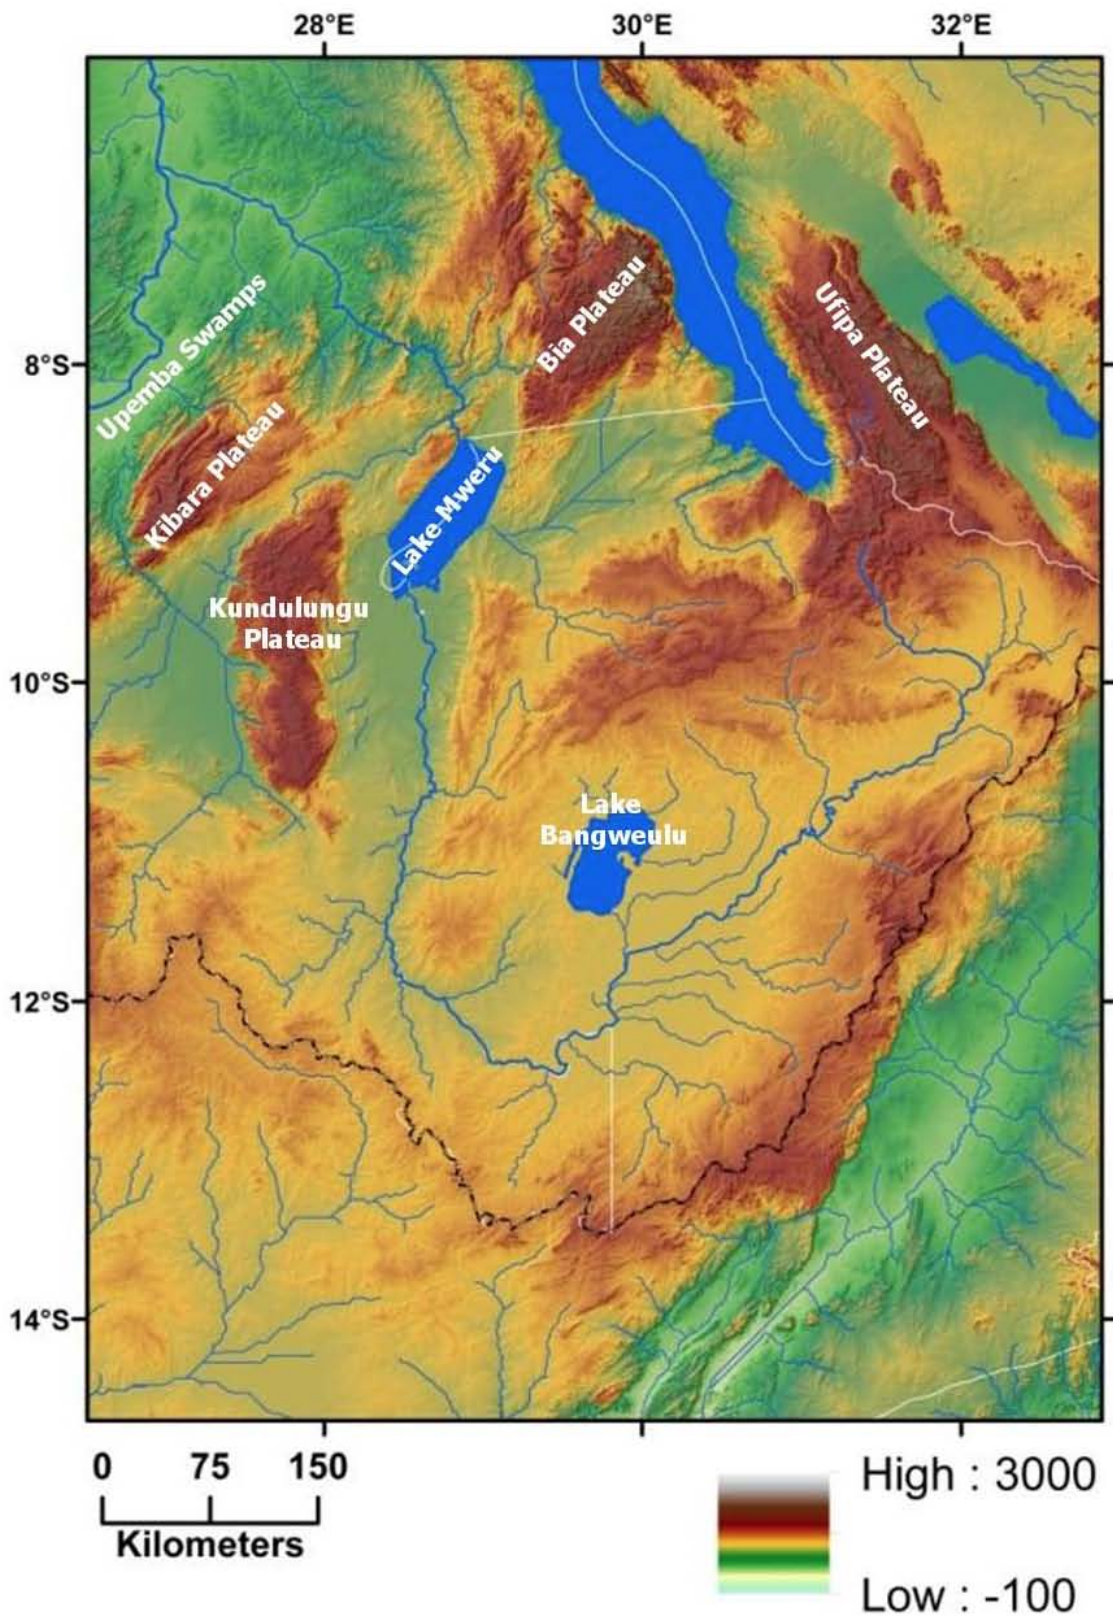 28°E
30°E
32°E
Bia Plateau
Ufipa Plateau
Upemba Swamps
8°S
Kibara Plateau
Lake Mweru
Kundulungu
Plateau
10°S
Lake
Bangweulu
12°S
14°S
0 75 150
Kilometers
High : 3000
Low : -100